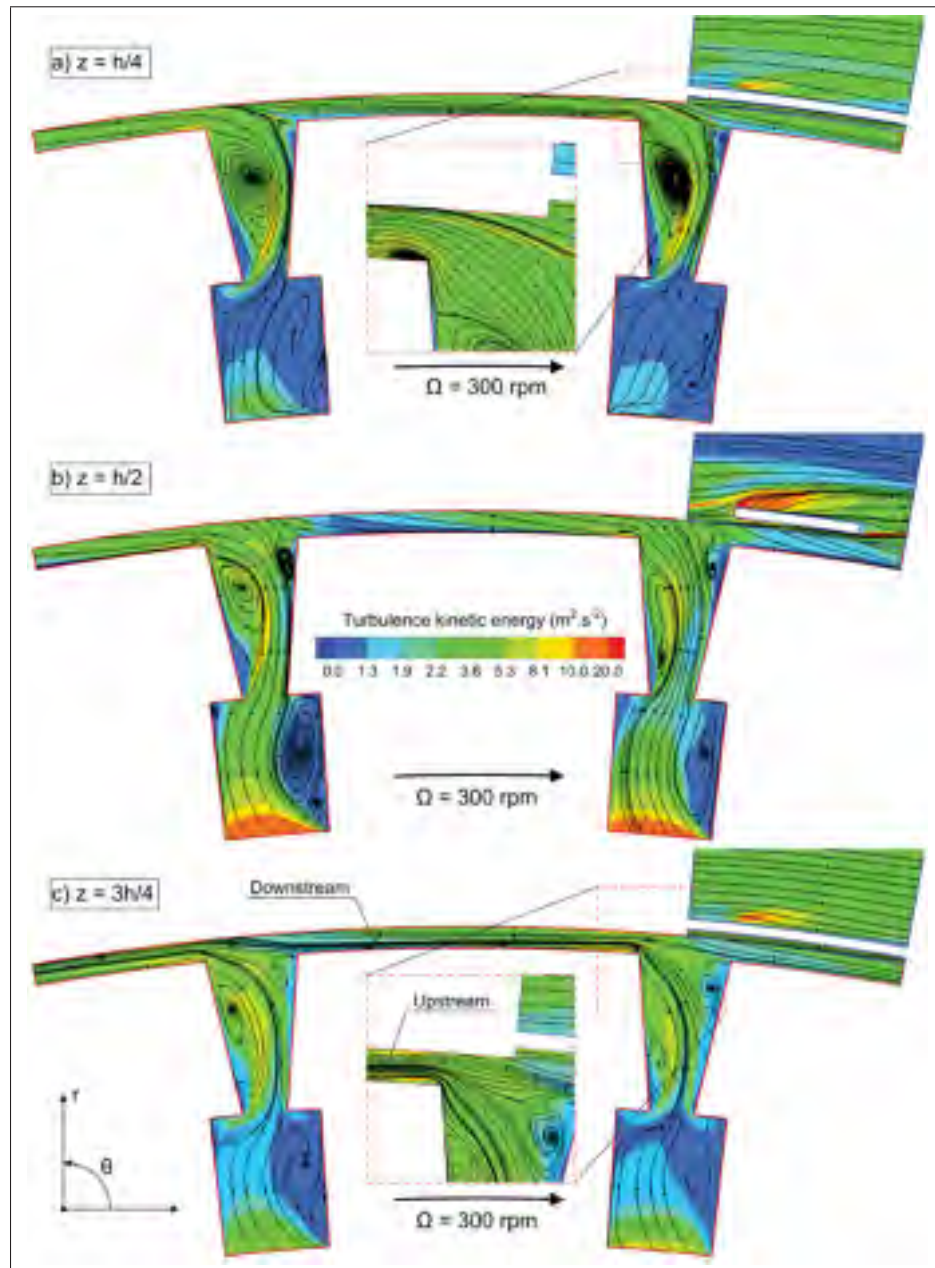 a) z = h/4
Ω = 300 rpm
b) z = h/2
Turbulence kinetic energy (m².s⁻²)
0.0 1.3 1.9 2.2 3.6 5.3 8.1 10.0 20.0
Ω = 300 rpm
c) z = 3h/4
Downstream
Upstream
r
θ
Ω = 300 rpm